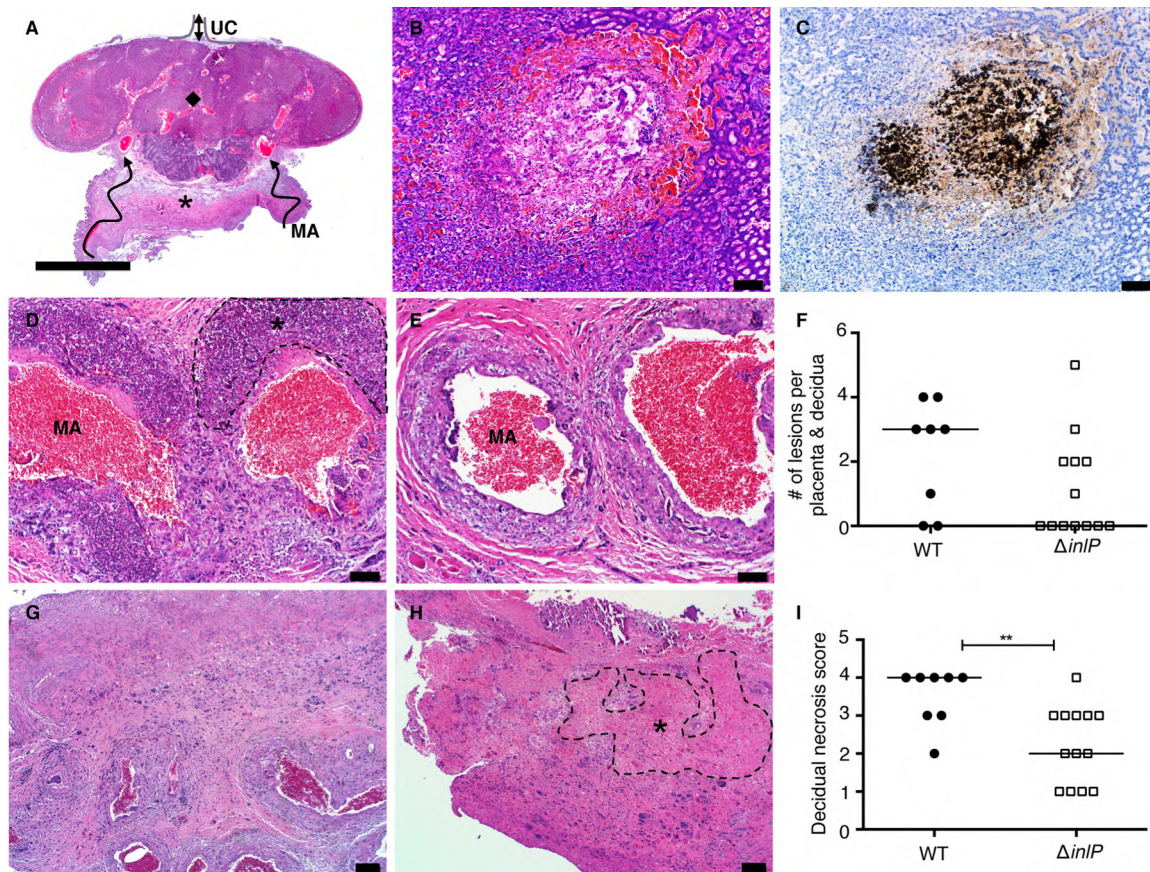 A
UC
◆
*
MA
B
C
D
*
MA
E
MA
F
# of lesions per
placenta & decidua
6
4
2
0
WT
ΔinlP
G
H
*
I
Decidual necrosis score
5
4
3
2
1
0
**
WT
ΔinlP